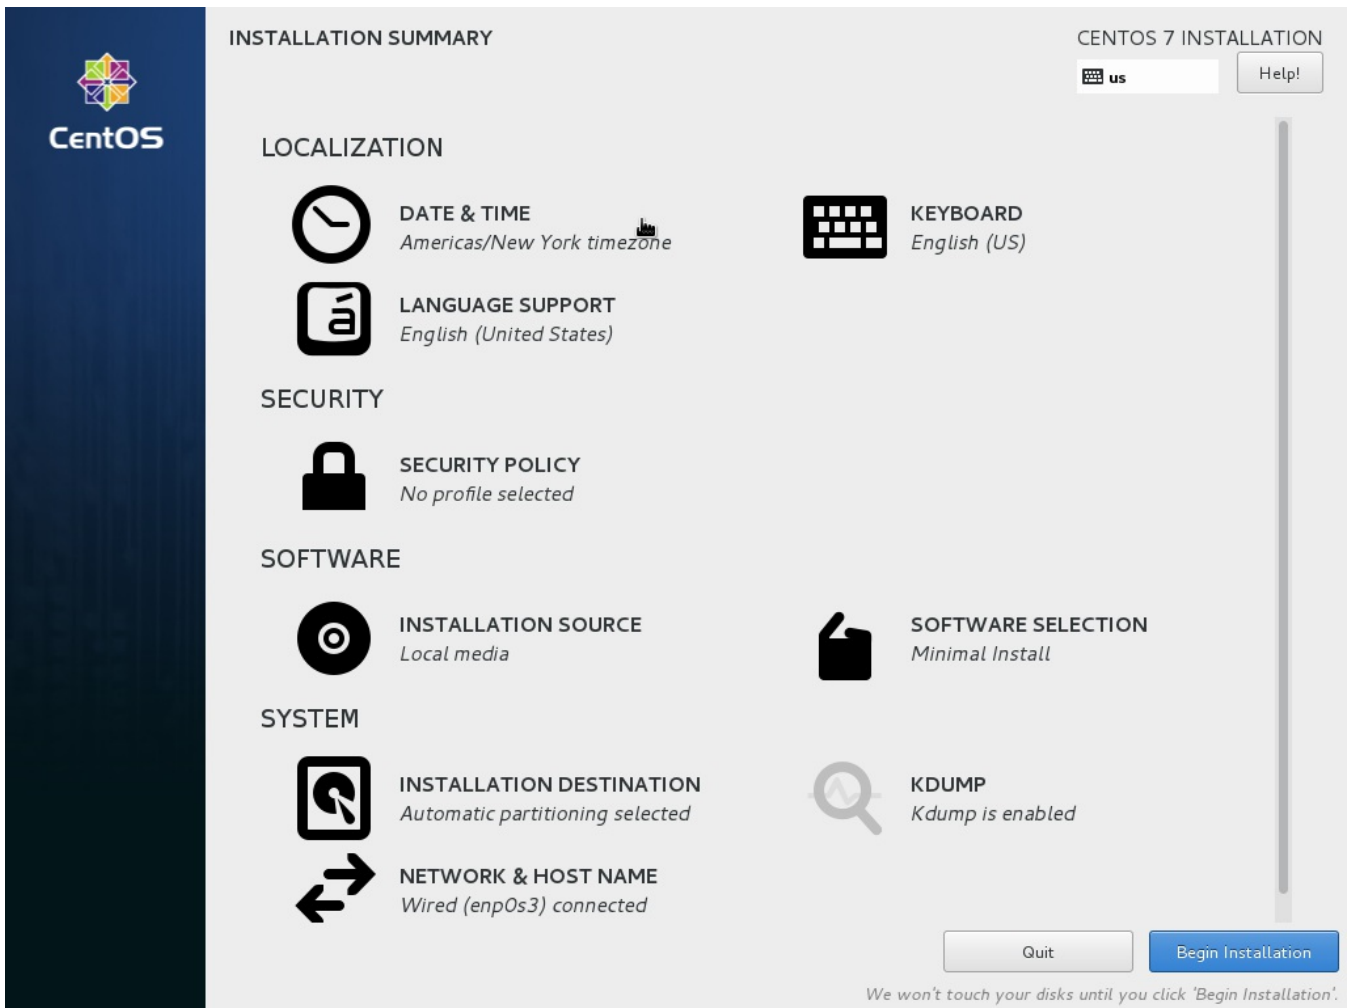 INSTALLATION SUMMARY
CENTOS 7 INSTALLATION
us
Help!
CentOS
LOCALIZATION
DATE & TIME
Americas/New York timezone
KEYBOARD
English (US)
á
LANGUAGE SUPPORT
English (United States)
SECURITY
SECURITY POLICY
No profile selected
SOFTWARE
INSTALLATION SOURCE
Local media
SOFTWARE SELECTION
Minimal Install
SYSTEM
INSTALLATION DESTINATION
Automatic partitioning selected
KDUMP
Kdump is enabled
NETWORK & HOST NAME
Wired (enp0s3) connected
Quit
Begin Installation
We won't touch your disks until you click 'Begin Installation'.